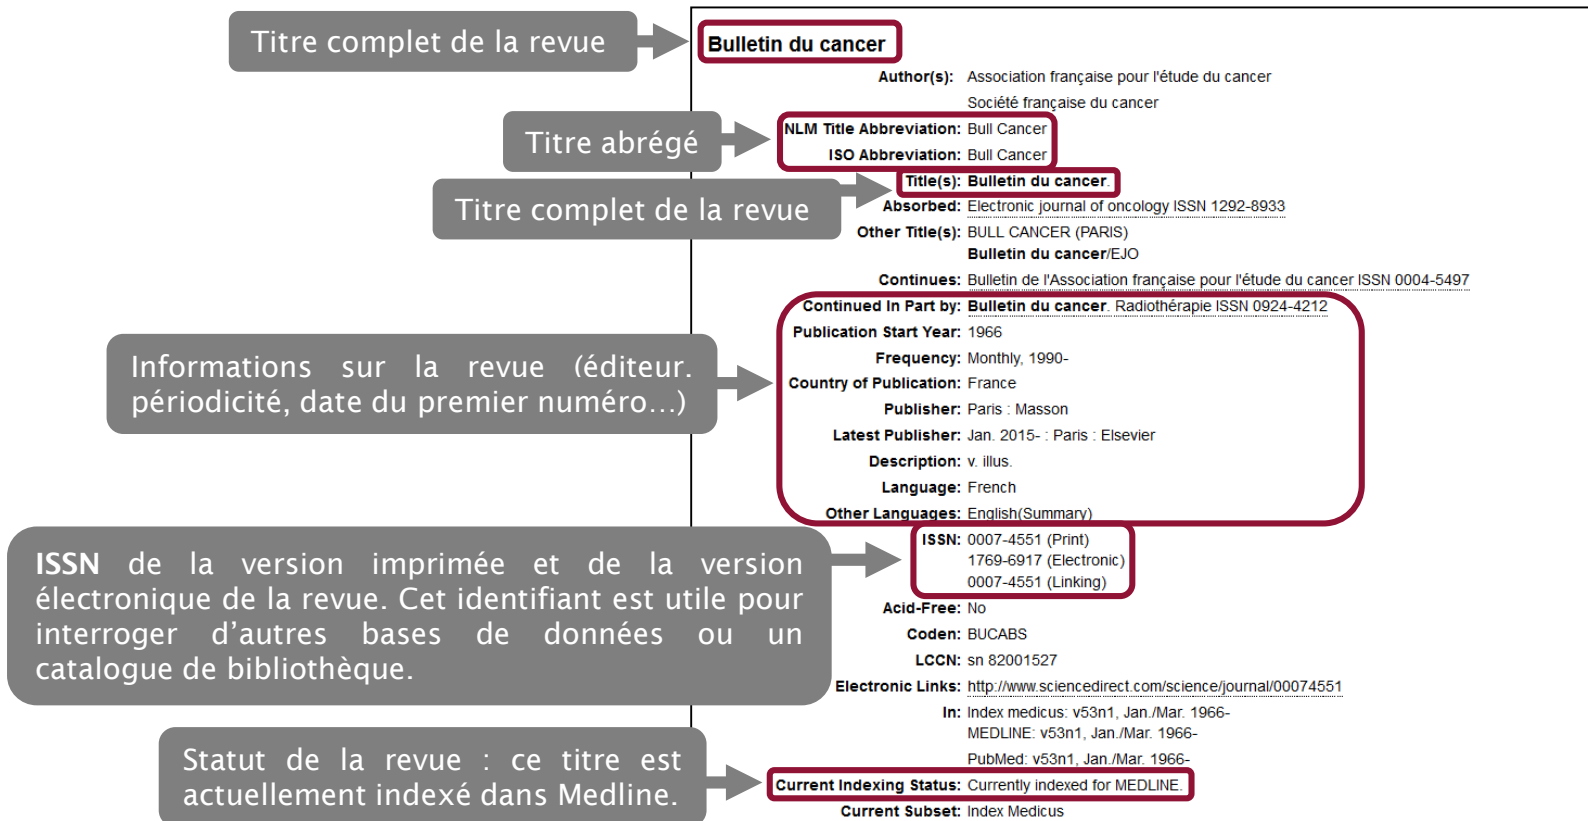 Titre complet de la revue
Bulletin du cancer
Author(s): Association française pour l'étude du cancer
Société française du cancer
Titre abrégé
NLM Title Abbreviation: Bull Cancer
ISO Abbreviation: Bull Cancer
Titre complet de la revue
Title(s): Bulletin du cancer.
Absorbed: Electronic journal of oncology ISSN 1292-8933
Other Title(s): BULL CANCER (PARIS)
Bulletin du cancer/EJO
Continues: Bulletin de l'Association française pour l'étude du cancer ISSN 0004-5497
Continued In Part by: Bulletin du cancer. Radiothérapie ISSN 0924-4212
Publication Start Year: 1966
Frequency: Monthly, 1990-
Country of Publication: France
Publisher: Paris : Masson
Latest Publisher: Jan. 2015- : Paris : Elsevier
Description: v. illus.
Language: French
Other Languages: English(Summary)
Informations sur la revue (éditeur.
périodicité, date du premier numéro...)
ISSN: 0007-4551 (Print)
1769-6917 (Electronic)
0007-4551 (Linking)
ISSN de la version imprimée et de la version
électronique de la revue. Cet identifiant est utile pour
interroger d'autres bases de données ou un
catalogue de bibliothèque.
Acid-Free: No
Coden: BUCABS
LCCN: sn 82001527
Electronic Links: http://www.sciencedirect.com/science/journal/00074551
In: Index medicus: v53n1, Jan./Mar. 1966-
MEDLINE: v53n1, Jan./Mar. 1966-
PubMed: v53n1, Jan./Mar. 1966-
Statut de la revue : ce titre est
actuellement indexé dans Medline.
Current Indexing Status: Currently indexed for MEDLINE.
Current Subset: Index Medicus